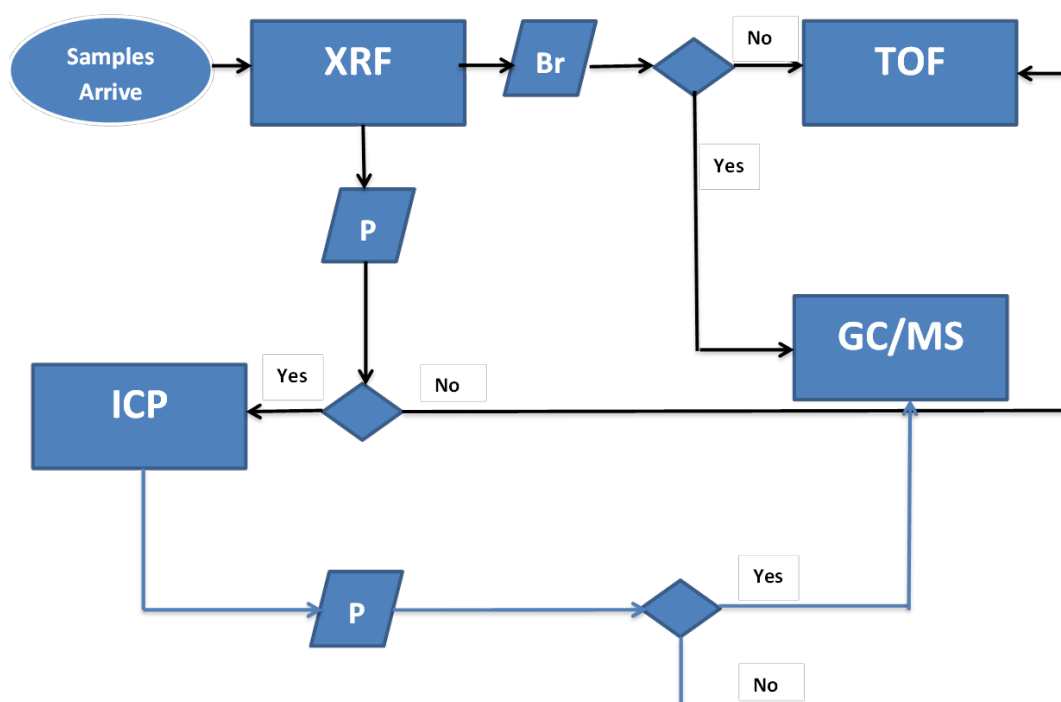 Samples
Arrive
XRF
Br
No
TOF
Yes
P
GC/MS
Yes
No
ICP
P
Yes
No